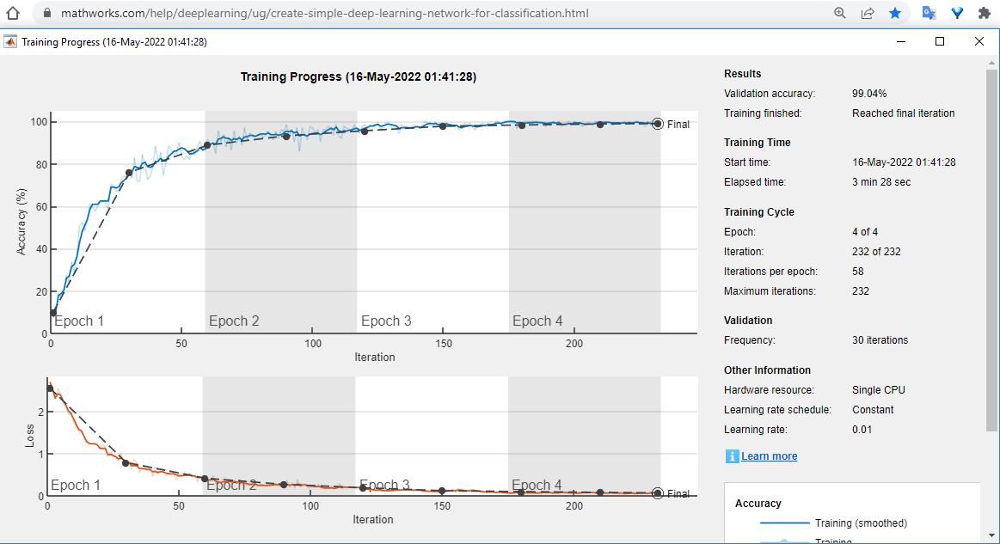 mathworks.com/help/deeplearning/ug/create-simple-deep-learning-network-for-classification.html
Training Progress (16-May-2022 01:41:28)
Training Progress (16-May-2022 01:41:28)
100
80
60
40
20
0
Accuracy (%)
Epoch 1
Epoch 2
Epoch 3
Epoch 4
Final
0
50
100
150
200
Iteration
2
1
0
Loss
Epoch 1
Epoch 2
Epoch 3
Epoch 4
Final
0
50
100
150
200
Iteration
Results
Validation accuracy: 99.04%
Training finished: Reached final iteration
Training Time
Start time: 16-May-2022 01:41:28
Elapsed time: 3 min 28 sec
Training Cycle
Epoch: 4 of 4
Iteration: 232 of 232
Iterations per epoch: 58
Maximum iterations: 232
Validation
Frequency: 30 iterations
Other Information
Hardware resource: Single CPU
Learning rate schedule: Constant
Learning rate: 0.01
i Learn more
Accuracy
Training (smoothed)
Training